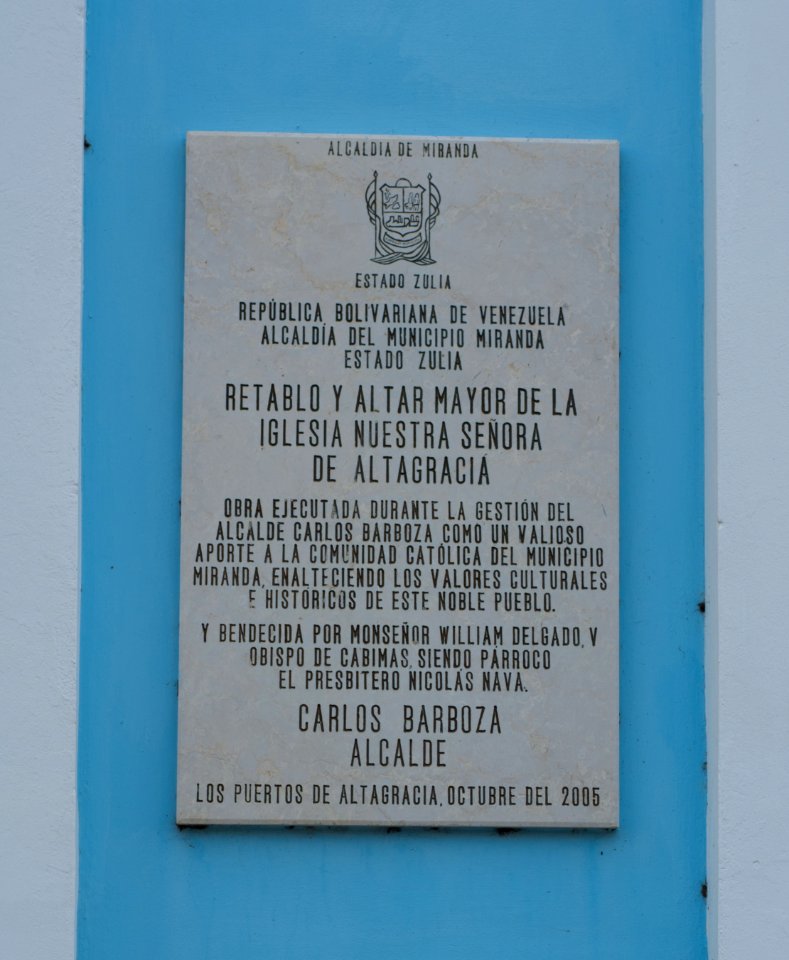 ALCALDIA DE MIRANDA
ESTADO ZULIA
REPÚBLICA BOLIVARIANA DE VENEZUELA
ALCALDÍA DEL MUNICIPIO MIRANDA
ESTADO ZULIA
RETABLO Y ALTAR MAYOR DE LA
IGLESIA NUESTRA SEÑORA
DE ALTAGRACIA
OBRA EJECUTADA DURANTE LA GESTIÓN DEL
ALCALDE CARLOS BARBOZA COMO UN VALIOSO
APORTE A LA COMUNIDAD CATÓLICA DEL MUNICIPIO
MIRANDA, ENALTECIENDO LOS VALORES CULTURALES
E HISTÓRICOS DE ESTE NOBLE PUEBLO.
Y BENDECIDA POR MONSEÑOR WILLIAM DELGADO, V
OBISPO DE CABIMAS, SIENDO PÁRROCO
EL PRESBITERO NICOLÁS NAVA.
CARLOS BARBOZA
ALCALDE
LOS PUERTOS DE ALTAGRACIA, OCTUBRE DEL 2005